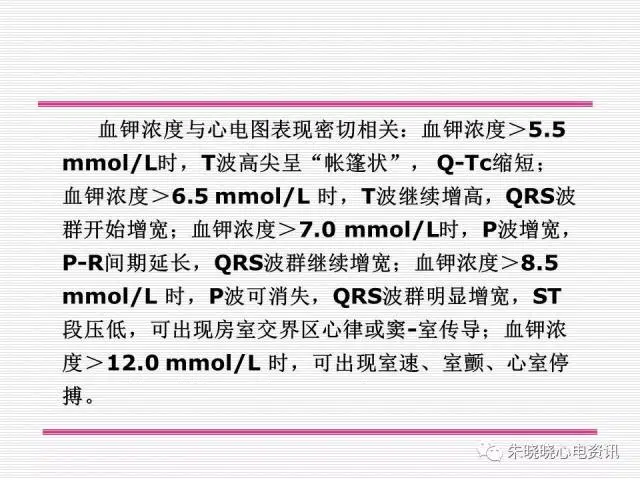 血钾浓度与心电图表现密切相关：血钾浓度＞5.5
mmol/L时，T波高尖呈“帐篷状”， Q-Tc缩短；
血钾浓度＞6.5 mmol/L 时，T波继续增高，QRS波
群开始增宽；血钾浓度＞7.0 mmol/L时，P波增宽，
P-R间期延长，QRS波群继续增宽；血钾浓度＞8.5
mmol/L 时，P波可消失，QRS波群明显增宽，ST
段压低，可出现房室交界区心律或窦-室传导；血钾浓
度＞12.0 mmol/L 时，可出现室速、室颤、心室停
搏。
朱晓晓心电资讯